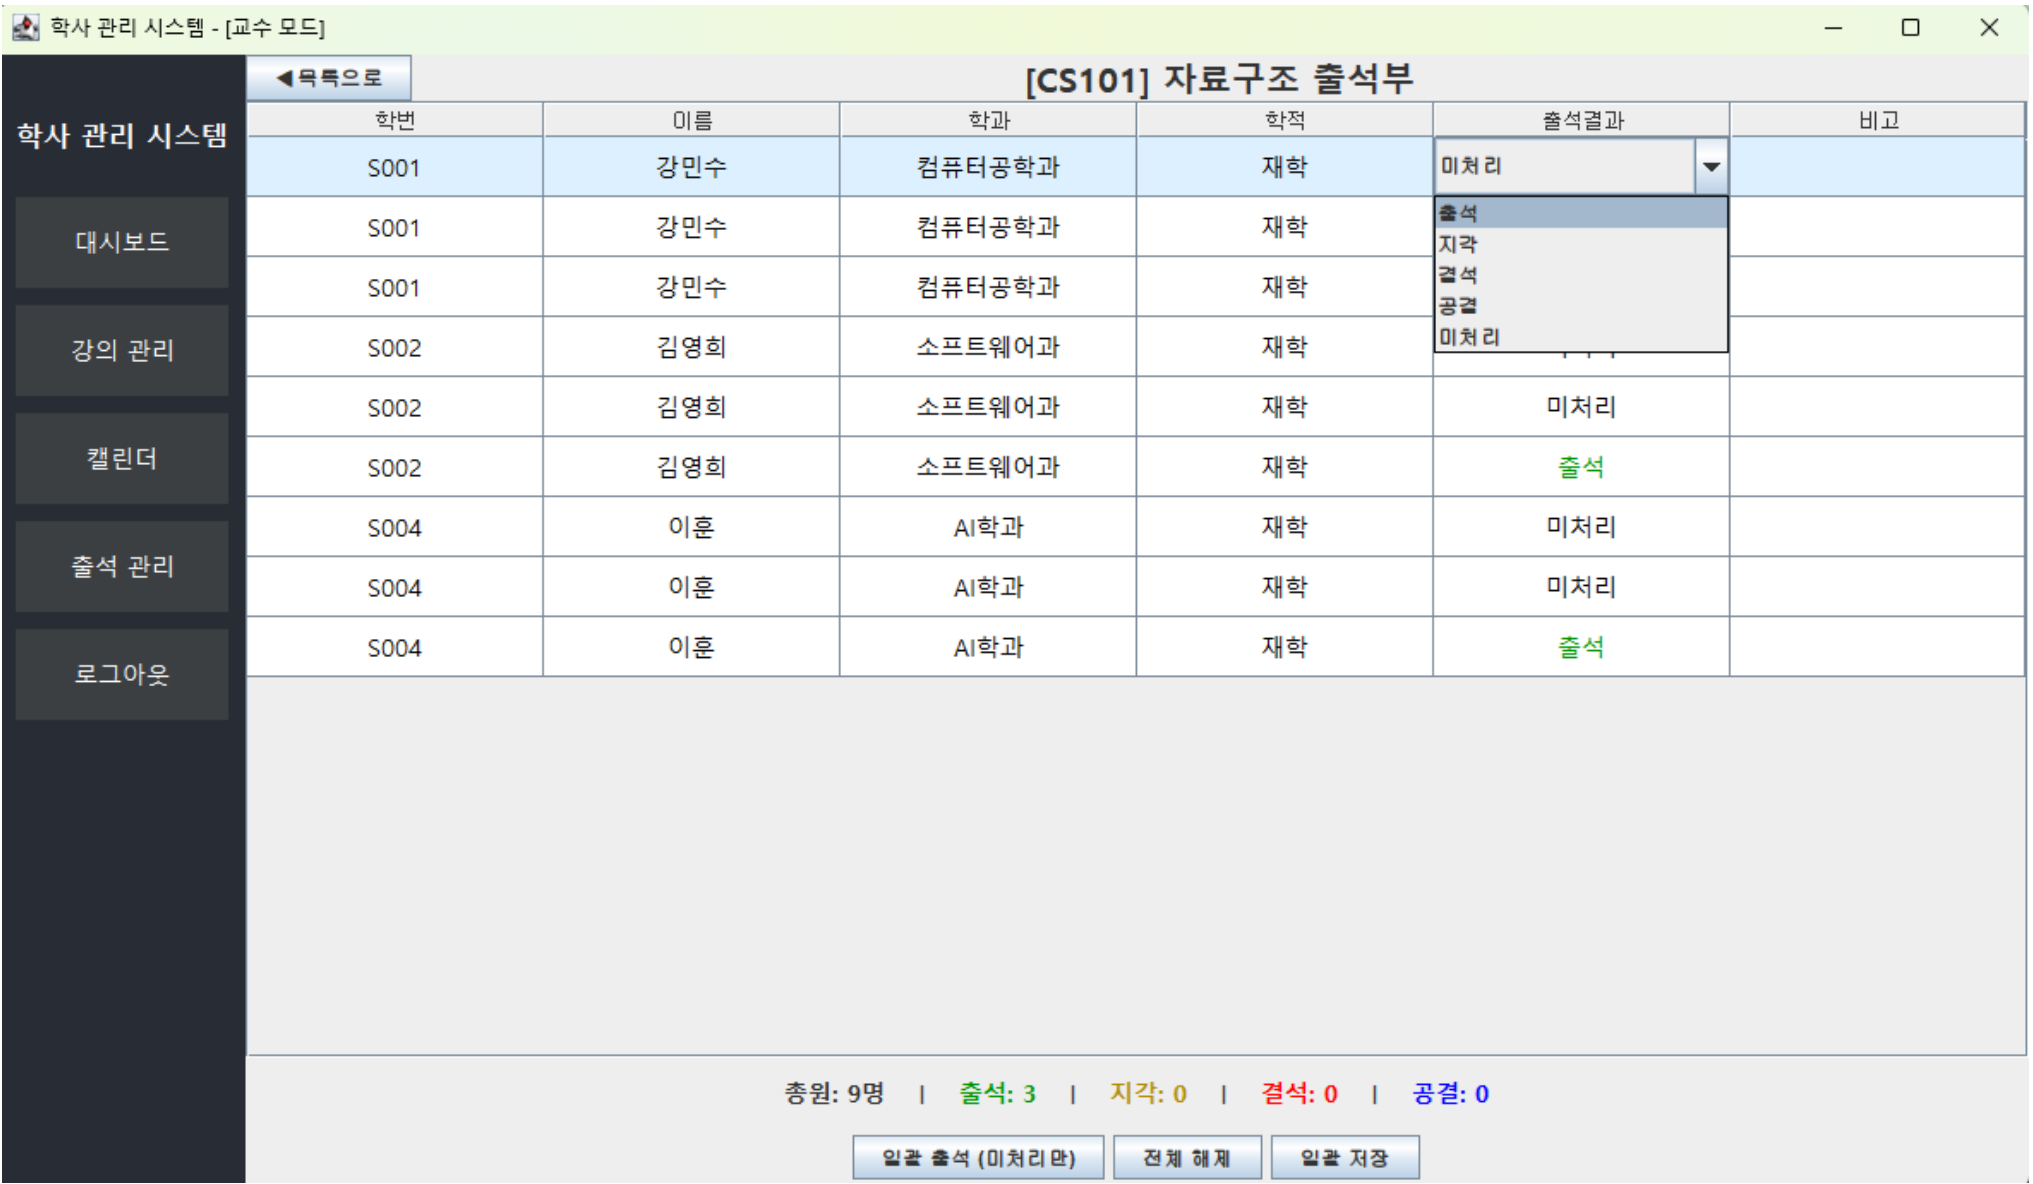 학사 관리 시스템 - [교수 모드]
학사 관리 시스템
대시보드
강의 관리
캘린더
출석 관리
로그아웃
◀목록으로
[CS101] 자료구조 출석부
학번 이름 학과 학적 출석결과 비고
S001 강민수 컴퓨터공학과 재학 미처리
S001 강민수 컴퓨터공학과 재학
S001 강민수 컴퓨터공학과 재학
S002 김영희 소프트웨어과 재학
S002 김영희 소프트웨어과 재학 미처리
S002 김영희 소프트웨어과 재학 출석
S004 이훈 AI학과 재학 미처리
S004 이훈 AI학과 재학 미처리
S004 이훈 AI학과 재학 출석
출석
지각
결석
공결
미처리
총원: 9명 | 출석: 3 | 지각: 0 | 결석: 0 | 공결: 0
일괄 출석 (미처리만) 전체 해제 일괄 저장